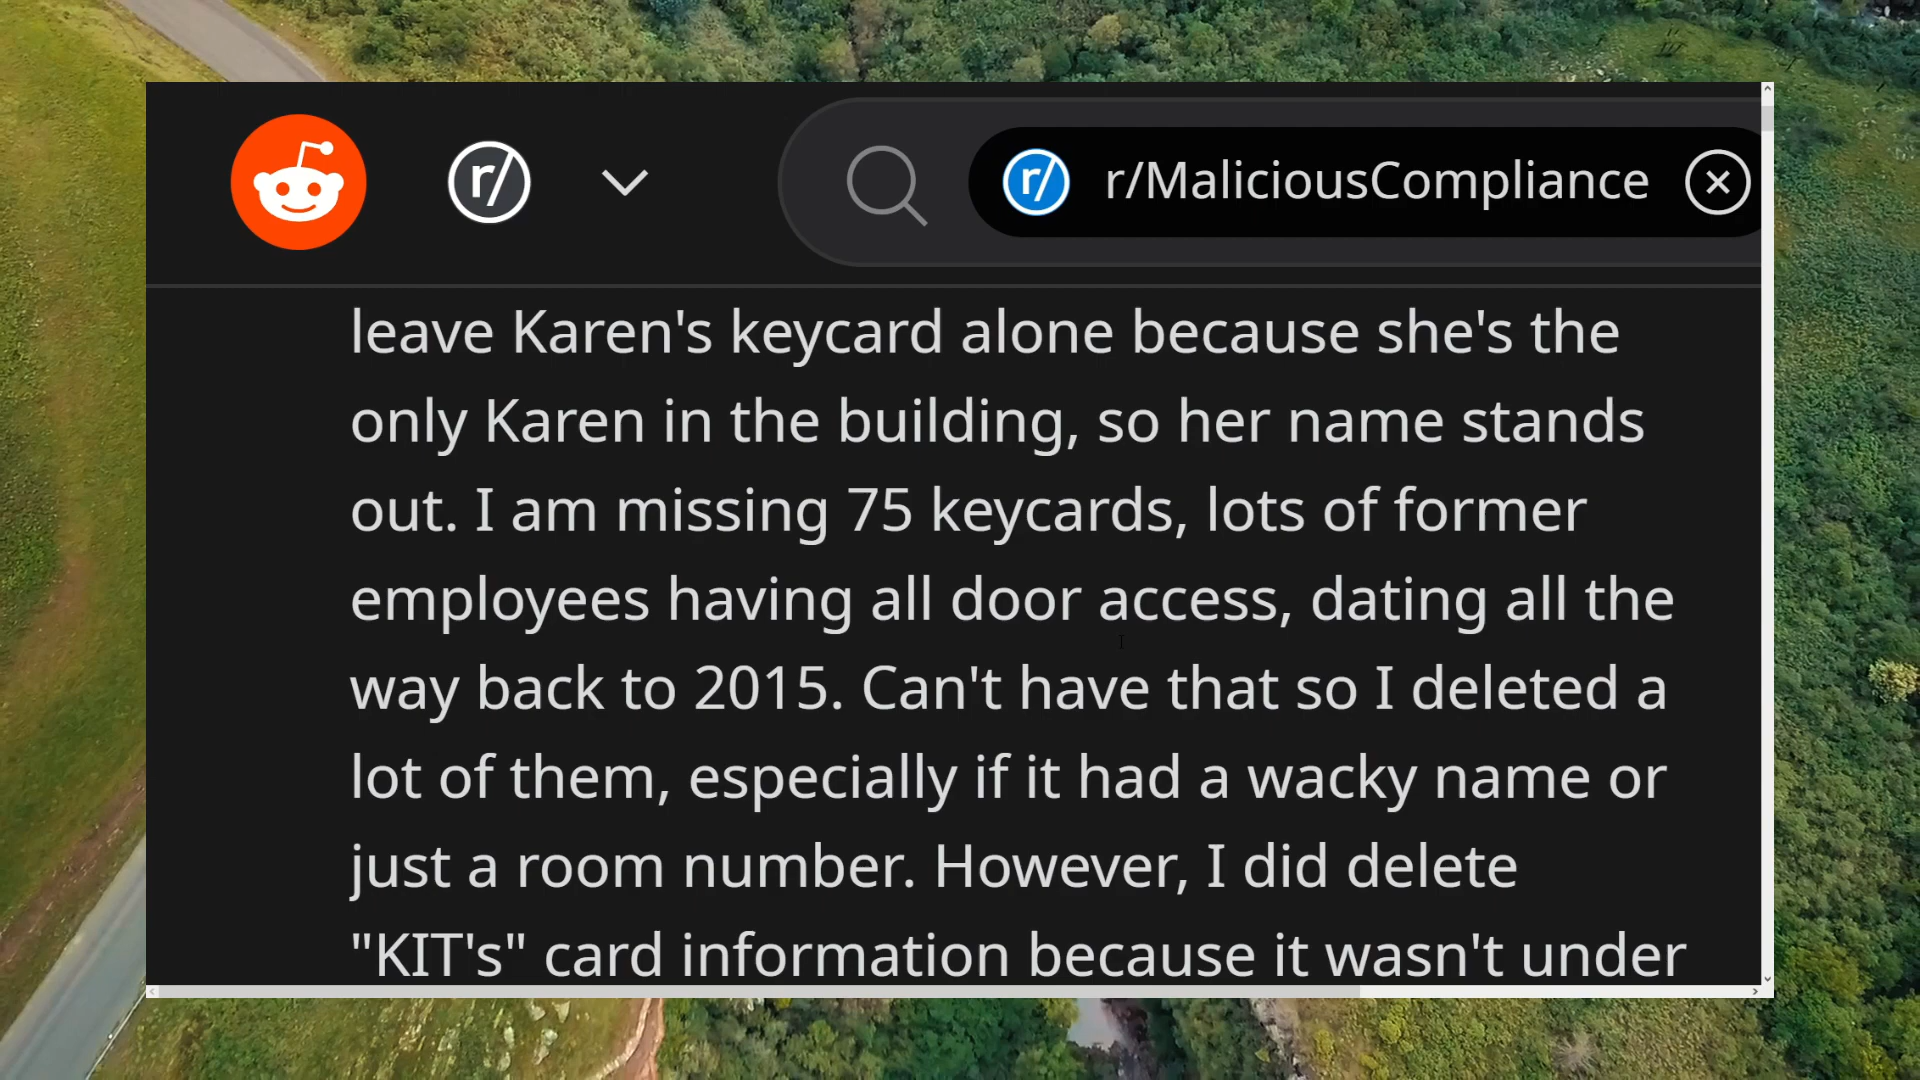 r/
r/ r/MaliciousCompliance
leave Karen's keycard alone because she's the
only Karen in the building, so her name stands
out. I am missing 75 keycards, lots of former
employees having all door access, dating all the
way back to 2015. Can't have that so I deleted a
lot of them, especially if it had a wacky name or
just a room number. However, I did delete
"KIT's" card information because it wasn't under